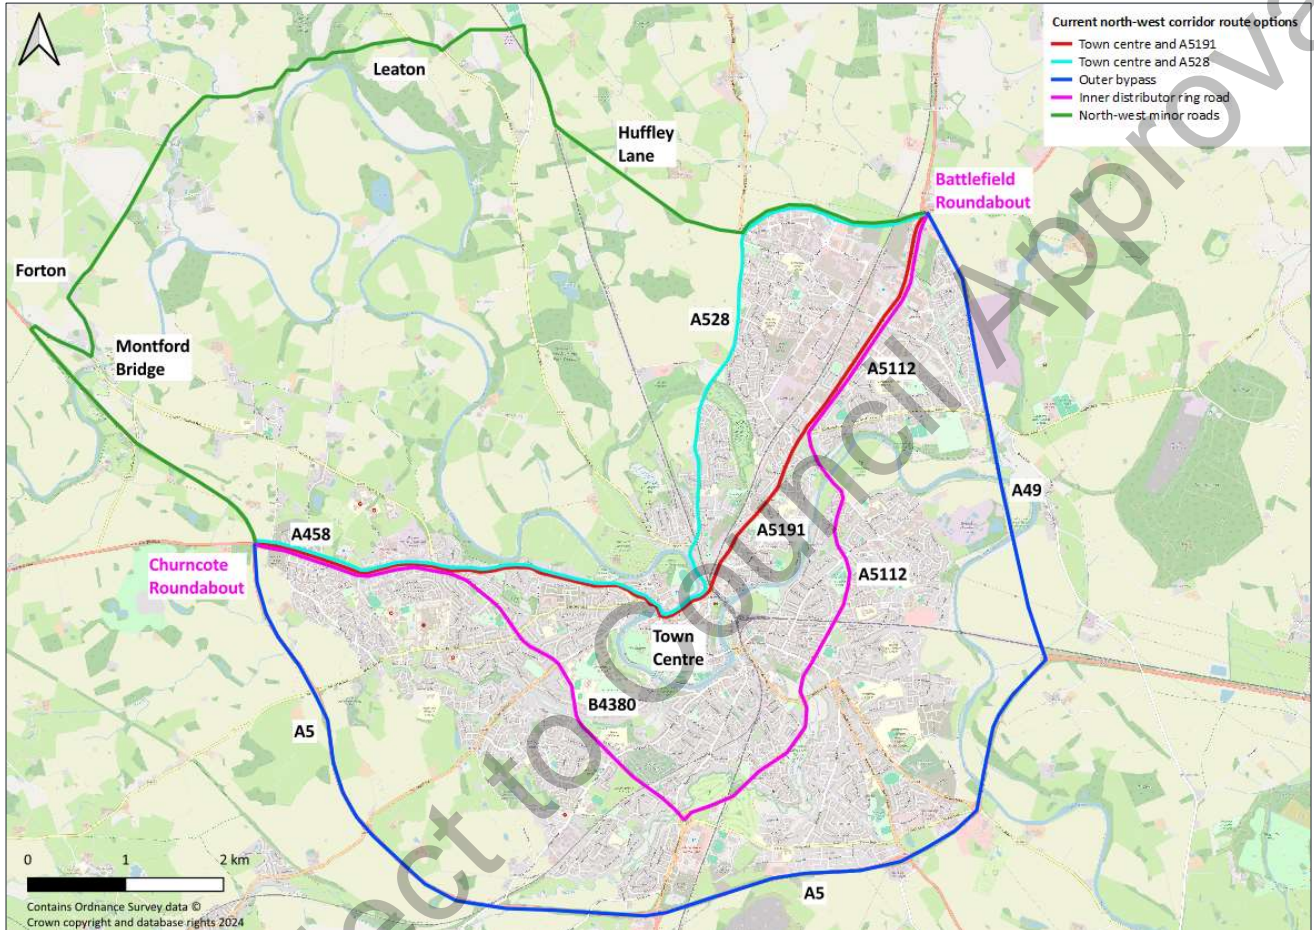 Current north-west corridor route options
Town centre and A5191
Town centre and A528
Outer bypass
Inner distributor ring road
North-west minor roads
Leaton
Huffley
Lane
Battlefield
Roundabout
Forton
A528
Montford
Bridge
A5112
A49
A458
A5191
Churncote
Roundabout
A5112
Town
Centre
B4380
A5
A5
0 1 2 km
Contains Ordnance Survey data ©
Crown copyright and database rights 2024
ect to Council Approva